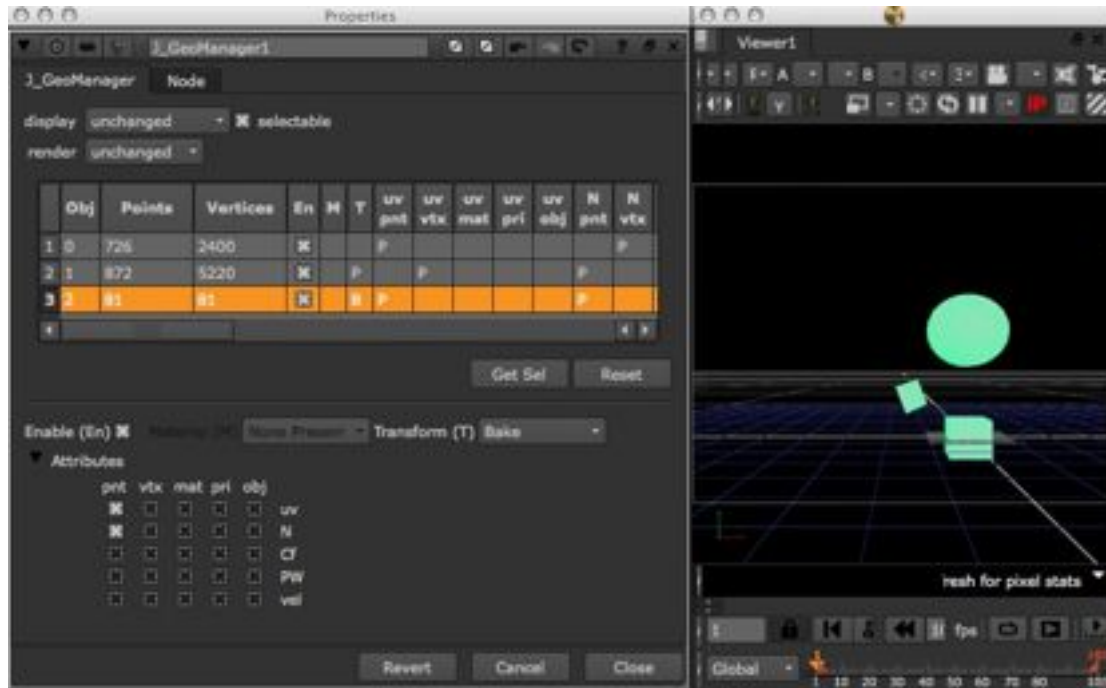 Properties
J_GeoManager1
J_GeoManager Node
display unchanged selectable
render unchanged
Obj Points Vertices En M T uv pnt uv vtx uv mat uv pri uv obj N pnt N vtx
1 0 726 2400 P P
2 1 872 5220 P P P
3 2 81 81 B P P
Get Sel Reset
Enable (En) Transform (T) Bake
Attributes
pnt vtx mat pri obj
uv
N
Cf
PW
vel
Revert Cancel Close
Viewer1
A B
Y IP
resh for pixel stats
1 fps
Global
1 10 20 30 40 50 60 70 80 100